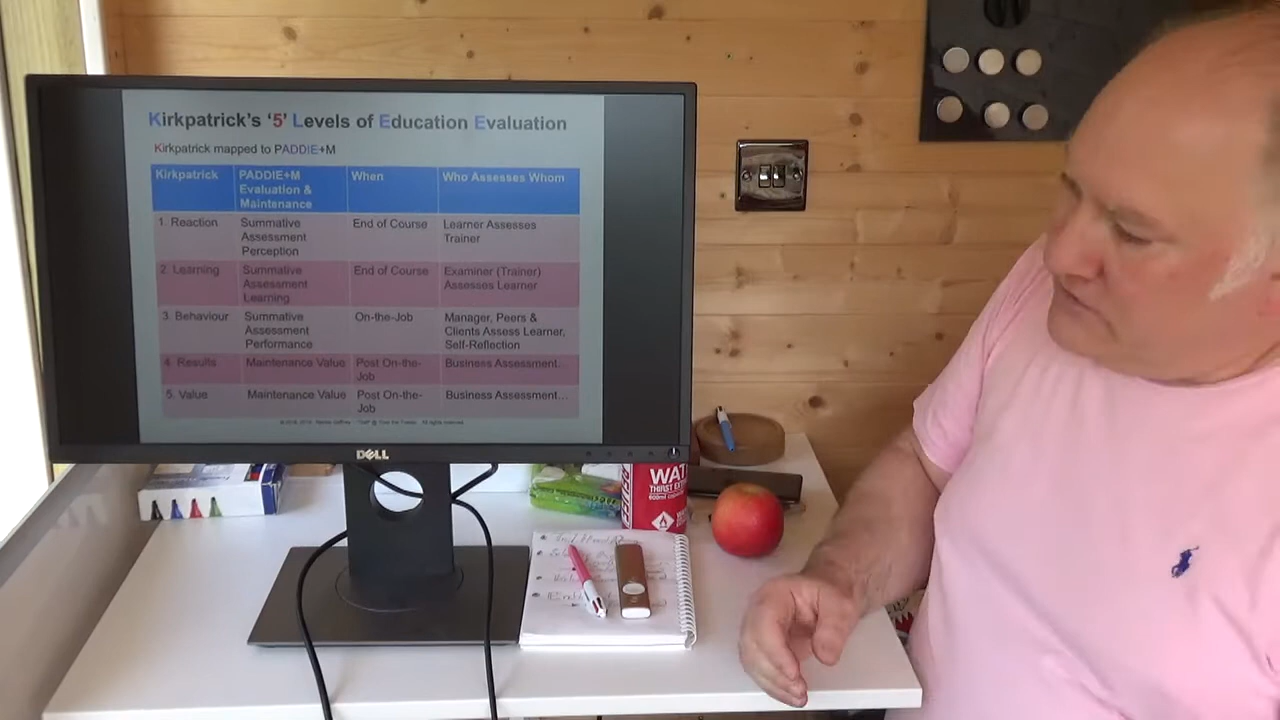 Kirkpatrick's '5' Levels of Education Evaluation
Kirkpatrick mapped to PADDIE+M
Kirkpatrick
PADDIE+M
Evaluation &
Maintenance
When
Who Assesses Whom
1. Reaction
Summative
Assessment
Perception
End of Course
Learner Assesses
Trainer
2. Learning
Summative
Assessment
Learning
End of Course
Examiner (Trainer)
Assesses Learner
3. Behaviour
Summative
Assessment
Performance
On-the-Job
Manager, Peers &
Clients Assess Learner,
Self-Reflection
4. Results
Maintenance Value
Post On-the-
Job
Business Assessment...
5. Value
Maintenance Value
Post On-the-
Job
Business Assessment...
DELL
WAT
THIRST